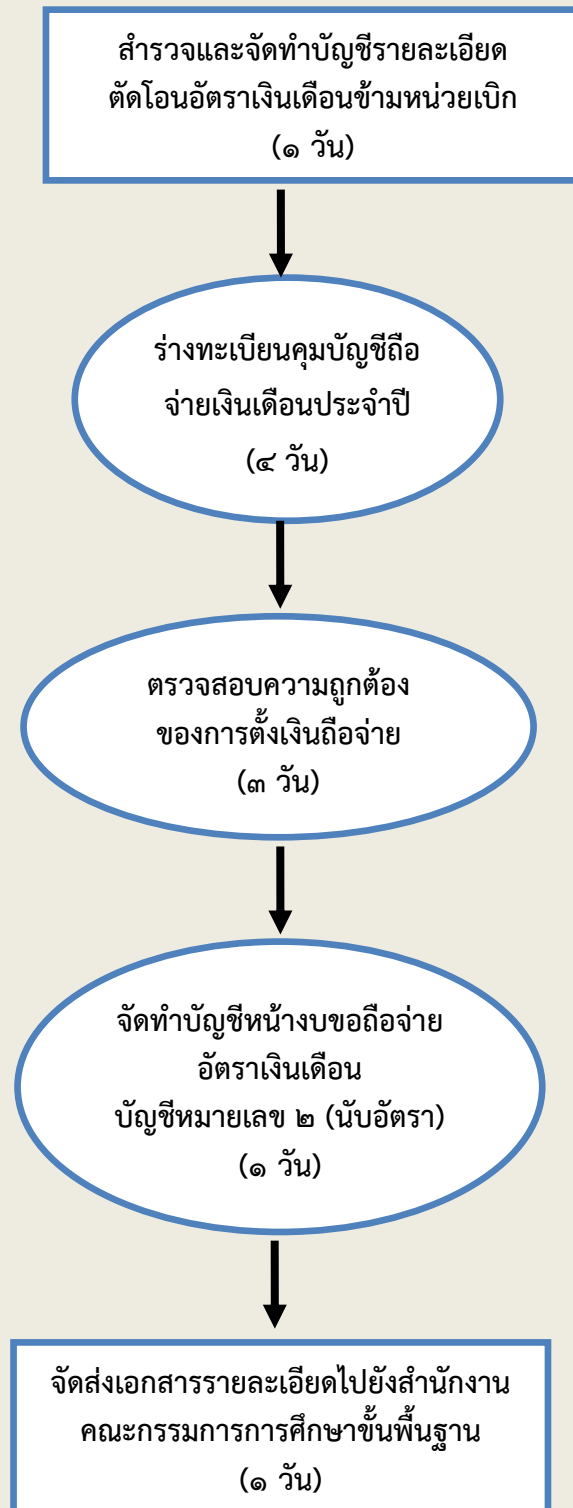 สำรวจและจัดทำบัญชีรายละเอียด
ตัดโอนอัตราเงินเดือนข้ามหน่วยเบิก
(๑ วัน)
ร่างทะเบียนคุมบัญชีถือ
จ่ายเงินเดือนประจำปี
(๔ วัน)
ตรวจสอบความถูกต้อง
ของการตั้งเงินถือจ่าย
(๓ วัน)
จัดทำบัญชีหน้างบขอถือจ่าย
อัตราเงินเดือน
บัญชีหมายเลข ๒ (นับอัตรา)
(๑ วัน)
จัดส่งเอกสารรายละเอียดไปยังสำนักงาน
คณะกรรมการการศึกษาขั้นพื้นฐาน
(๑ วัน)